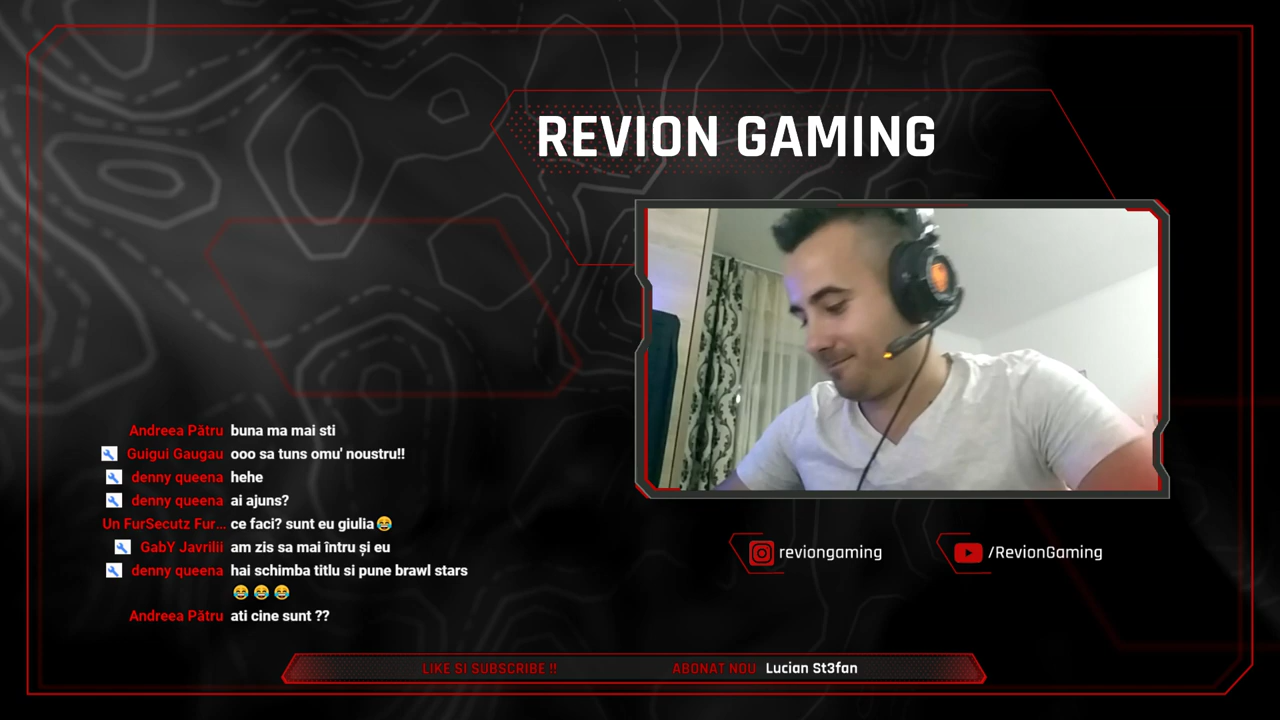 REVION GAMING
Andreea Pătru buna ma mai sti
Guigui Gaugau ooo sa tuns omu' noustru!!
denny queena hehe
denny queena ai ajuns?
Un FurSecutz Fur... ce faci? sunt eu giulia😂
GabY Javrilii am zis sa mai întru și eu
denny queena hai schimba titlu si pune brawl stars
😂 😂 😂
Andreea Pătru ati cine sunt ??
reviongaming
/RevionGaming
LIKE SI SUBSCRIBE !!
ABONAT NOU Lucian St3fan